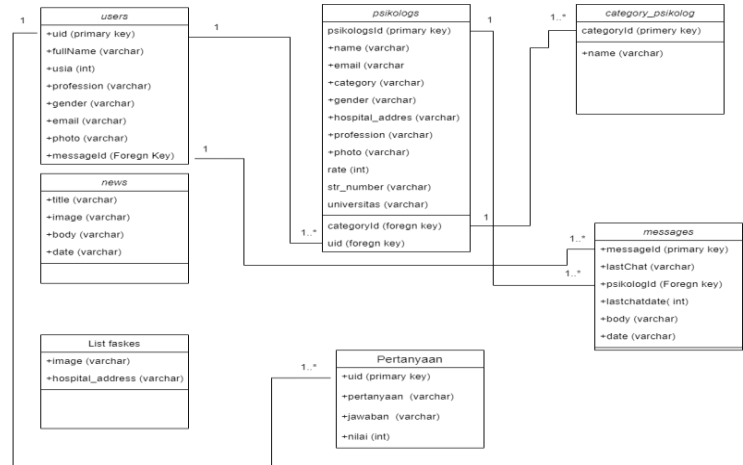 1
users
+uid (primary key)
+fullName (varchar)
+usia (int)
+profession (varchar)
+gender (varchar)
+email (varchar)
+photo (varchar)
+messageId (Foregn Key)
1
1
psikologs
psikologsId (primary key)
+name (varchar)
+email (varchar
+category (varchar)
+gender (varchar)
+hospital_addres (varchar)
+profession (varchar)
+photo (varchar)
rate (int)
str_number (varchar)
universitas (varchar)
categoryId (foregn key)
uid (foregn key)
1..*
1
1
1..*
category_psikolog
categoryId (primery key)
+name (varchar)
news
+title (varchar)
+image (varchar)
+body (varchar)
+date (varchar)
messages
+messageId (primary key)
+lastChat (varchar)
+psikologId (Foregn key)
+lastchatdate( int)
+body (varchar)
+date (varchar)
1..*
1..*
List faskes
+image (varchar)
+hospital_address (varchar)
1..*
Pertanyaan
+uid (primary key)
+pertanyaan (varchar)
+jawaban (varchar)
+nilai (int)